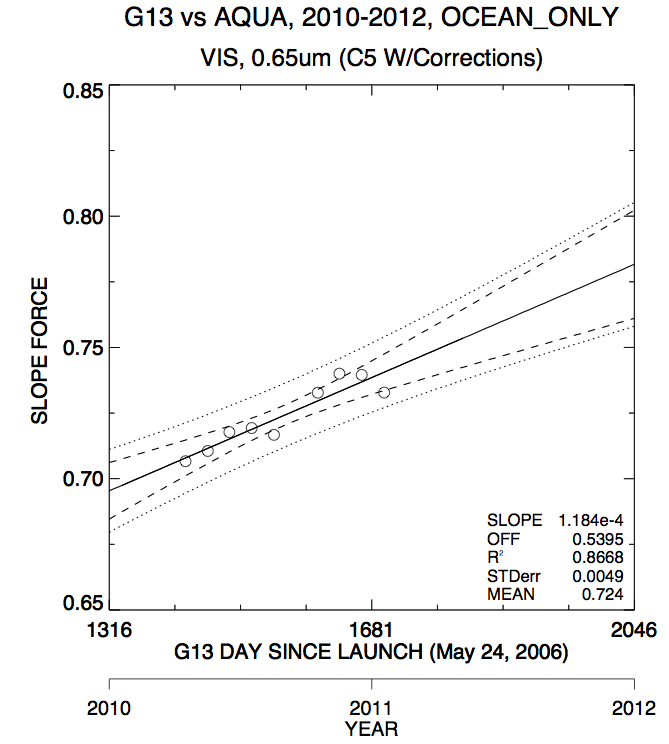 G13 vs AQUA, 2010-2012, OCEAN_ONLY
VIS, 0.65um (C5 W/Corrections)
0.85
0.80
0.75
0.70
0.65
SLOPE FORCE
SLOPE 1.184e-4
OFF 0.5395
R² 0.8668
STDerr 0.0049
MEAN 0.724
1316 1681 2046
G13 DAY SINCE LAUNCH (May 24, 2006)
2010 2011 2012
YEAR